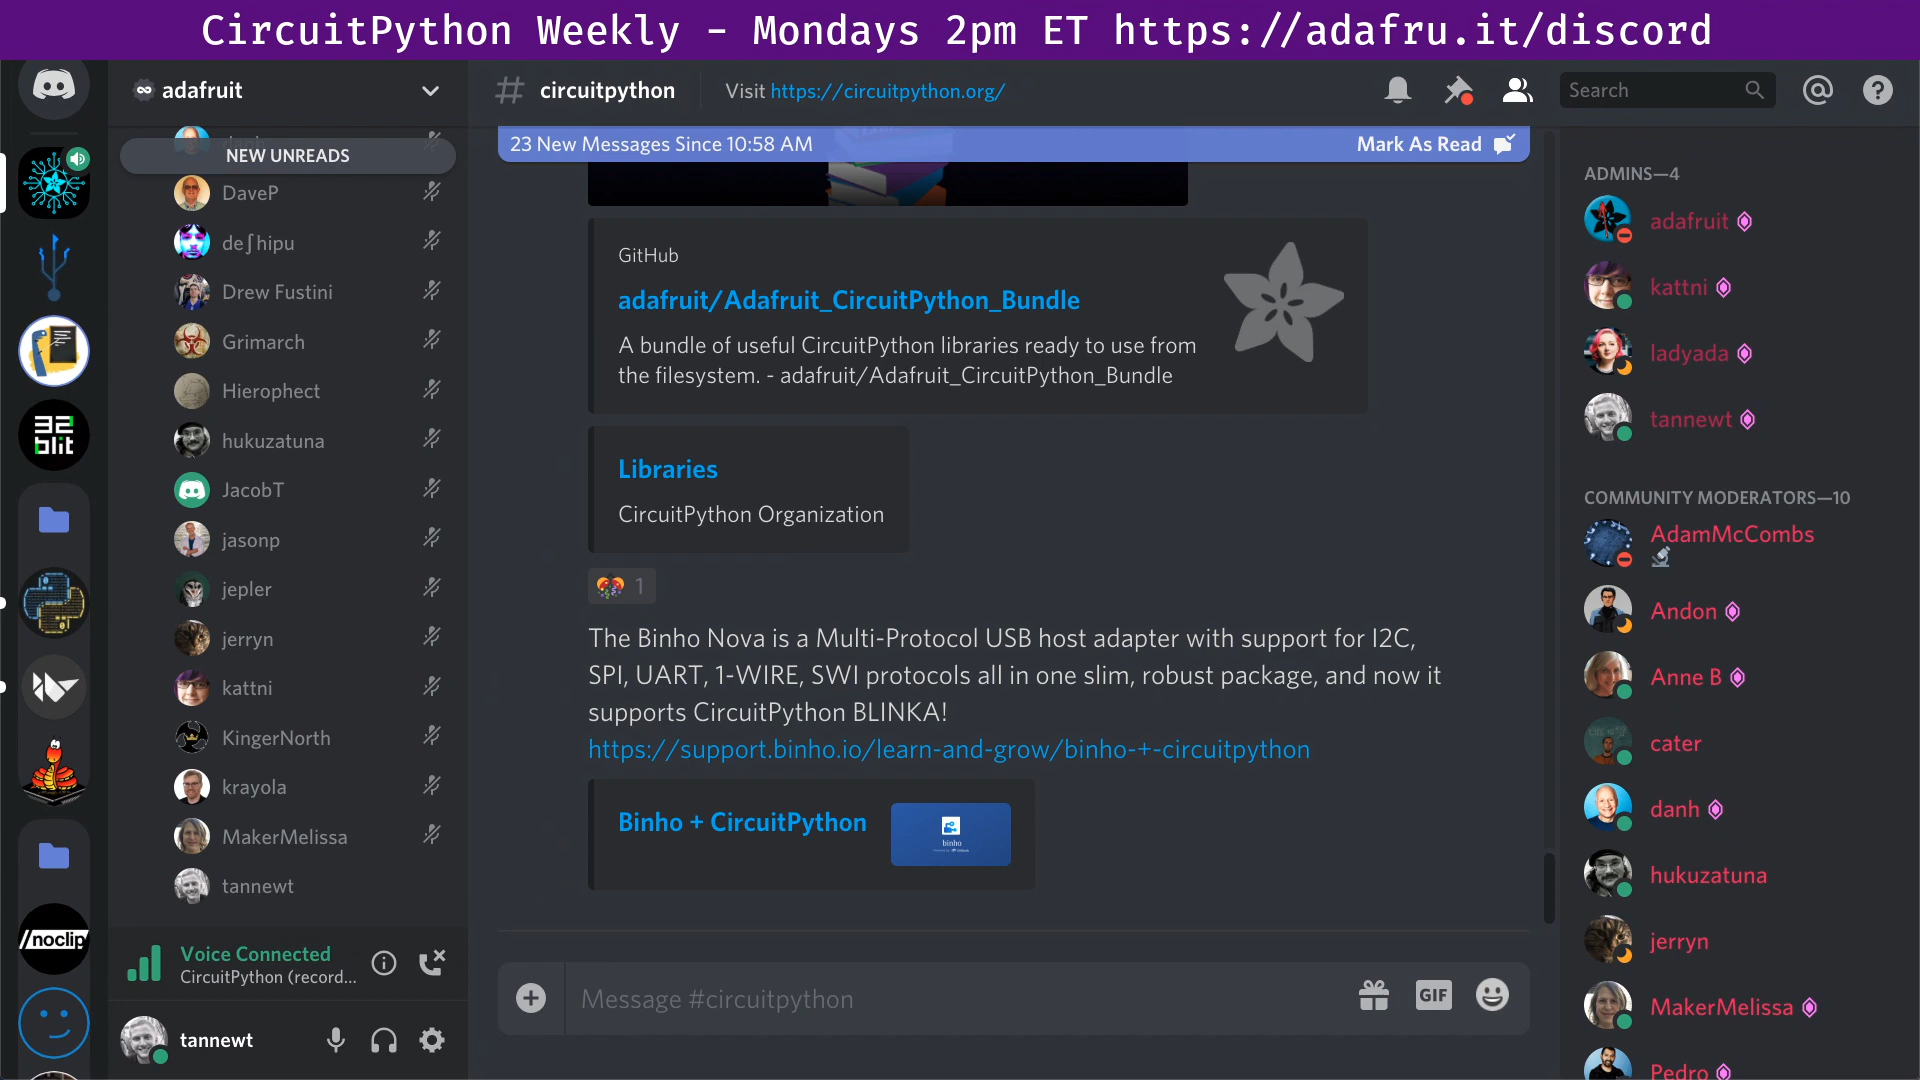 CircuitPython Weekly – Mondays 2pm ET https://adafru.it/discord
adafruit
NEW UNREADS
DaveP
de∫hipu
Drew Fustini
Grimarch
Hierophect
hukuzatuna
JacobT
jasonp
jepler
jerryn
kattni
KingerNorth
krayola
MakerMelissa
tannewt
Voice Connected
CircuitPython (record...
tannewt
32
blit
/noclip
circuitpython
Visit https://circuitpython.org/
Search
23 New Messages Since 10:58 AM
Mark As Read
GitHub
adafruit/Adafruit_CircuitPython_Bundle
A bundle of useful CircuitPython libraries ready to use from
the filesystem. - adafruit/Adafruit_CircuitPython_Bundle
Libraries
CircuitPython Organization
1
The Binho Nova is a Multi-Protocol USB host adapter with support for I2C,
SPI, UART, 1-WIRE, SWI protocols all in one slim, robust package, and now it
supports CircuitPython BLINKA!
https://support.binho.io/learn-and-grow/binho-+-circuitpython
Binho + CircuitPython
binho
Message #circuitpython
GIF
ADMINS—4
adafruit
kattni
ladyada
tannewt
COMMUNITY MODERATORS—10
AdamMcCombs
Andon
Anne B
cater
danh
hukuzatuna
jerryn
MakerMelissa
Pedro